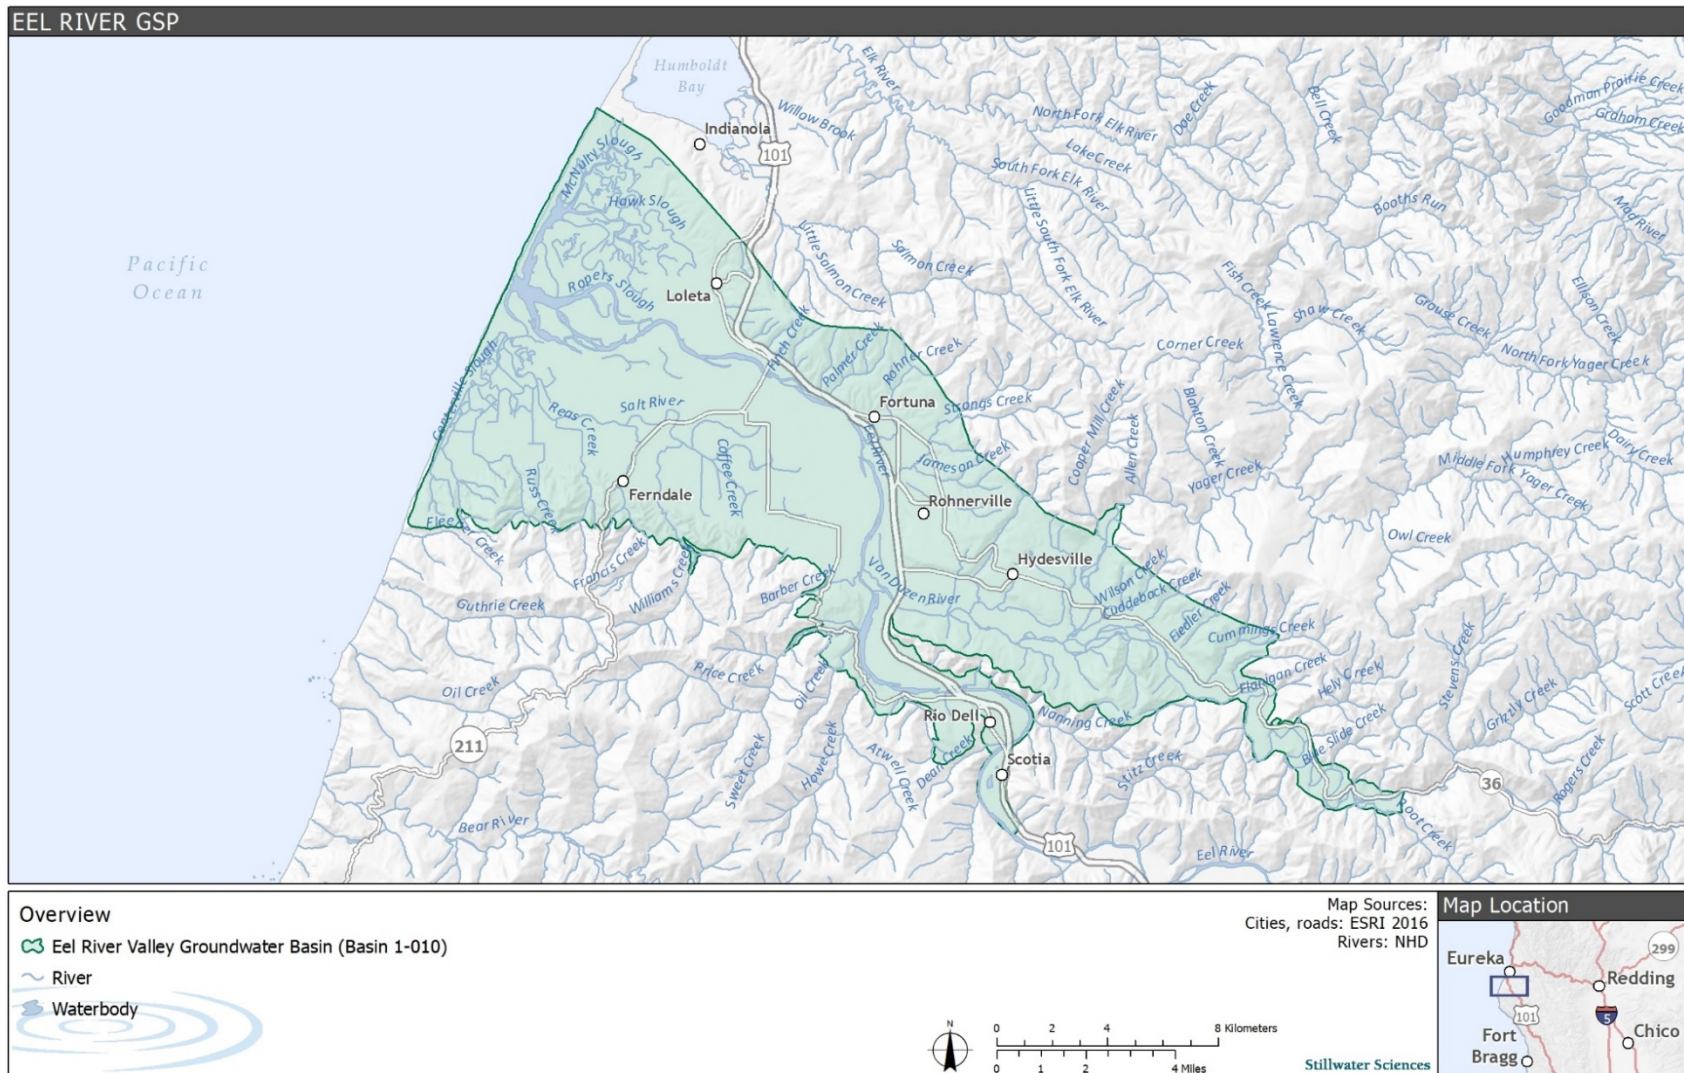 EEL RIVER GSP
Humboldt
Bay
Pacific
Ocean
Elk River
Willow Brook
North Fork Elk River
Doe Creek
Bell Creek
Goodman Prairie Creek
Graham Creek
Indianola
101
McNulty Slough
Lake Creek
South Fork Elk River
Booths Run
Mad River
Hawk Slough
Little South Fork Elk River
Little Salmon Creek
Salmon Creek
Ropers Slough
Loleta
Fish Creek
Lawrence Creek
Shaw Creek
Grouse Creek
Ellison Creek
North Fork Yager Creek
Corner Creek
Finch Creek
Palmer Creek
Rohner Creek
Centerville Slough
Salt River
Reas Creek
Fortuna
Strongs Creek
Cooper Mill Creek
Allen Creek
Blanton Creek
Yager Creek
Humphrey Creek
Dairy Creek
Middle Fork Yager Creek
Eel River
Jameson Creek
Coffee Creek
Russ Creek
Ferndale
Rohnerville
Fleener Creek
Owl Creek
Francis Creek
Williams Creek
Barber Creek
Van Duzen River
Hydesville
Wilson Creek
Cuddeback Creek
Fiedler Creek
Cummings Creek
Guthrie Creek
Price Creek
Oil Creek
Oil Creek
Flanigan Creek
Hely Creek
Stevens Creek
Grizzly Creek
Scott Creek
Rio Dell
Nanning Creek
211
Sweet Creek
Howe Creek
Atwell Creek
Dean Creek
Scotia
Stitz Creek
Blue Slide Creek
Rogers Creek
36
Root Creek
Bear River
101
Eel River
Overview
Eel River Valley Groundwater Basin (Basin 1-010)
River
Waterbody
Map Sources:
Cities, roads: ESRI 2016
Rivers: NHD
N
0 2 4 8 Kilometers
0 1 2 4 Miles
Stillwater Sciences
Map Location
299
Eureka
Redding
101
5
Fort
Bragg
Chico